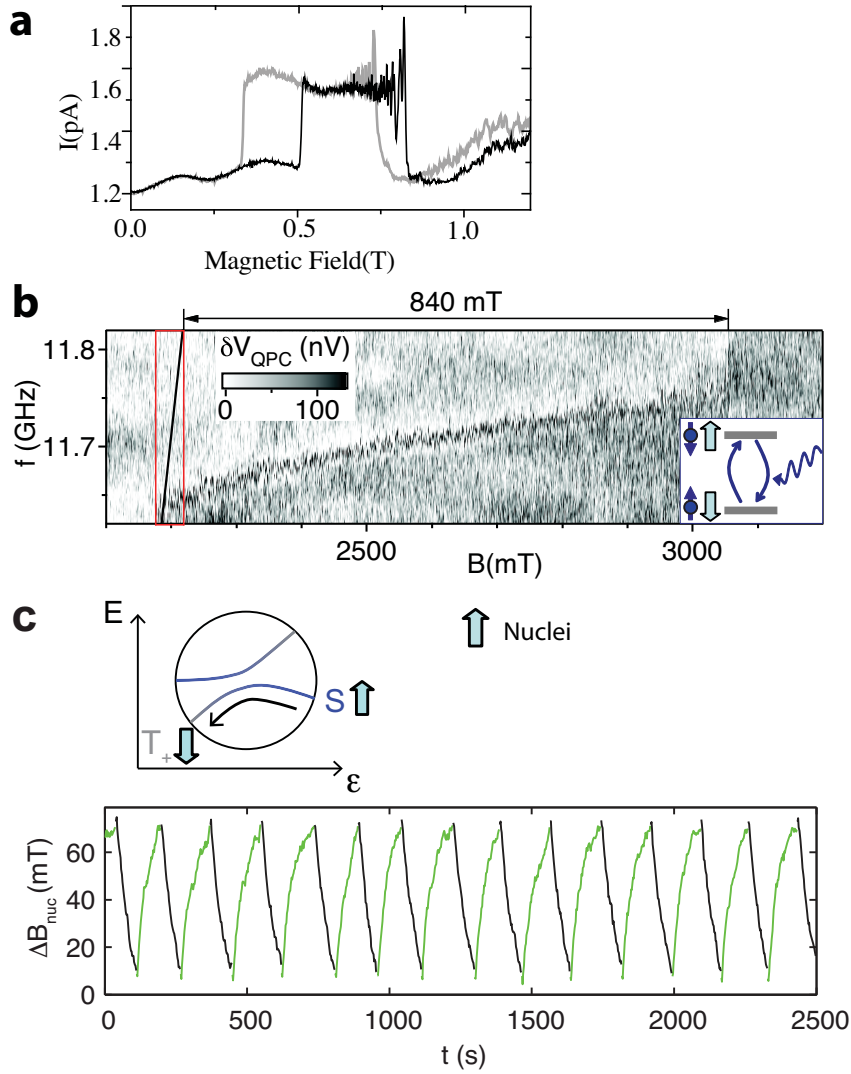 a
I(pA)
1.8
1.6
1.4
1.2
0.0 0.5 1.0
Magnetic Field(T)
b
840 mT
f (GHz)
11.8
11.7
δV_QPC (nV)
0 100
2500 3000
B(mT)
c
E
Nuclei
S
T_+
ε
ΔB_nuc (mT)
60
40
20
0
0 500 1000 1500 2000 2500
t (s)